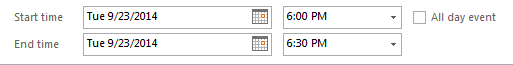 Start time Tue 9/23/2014 6:00 PM All day event
End time Tue 9/23/2014 6:30 PM